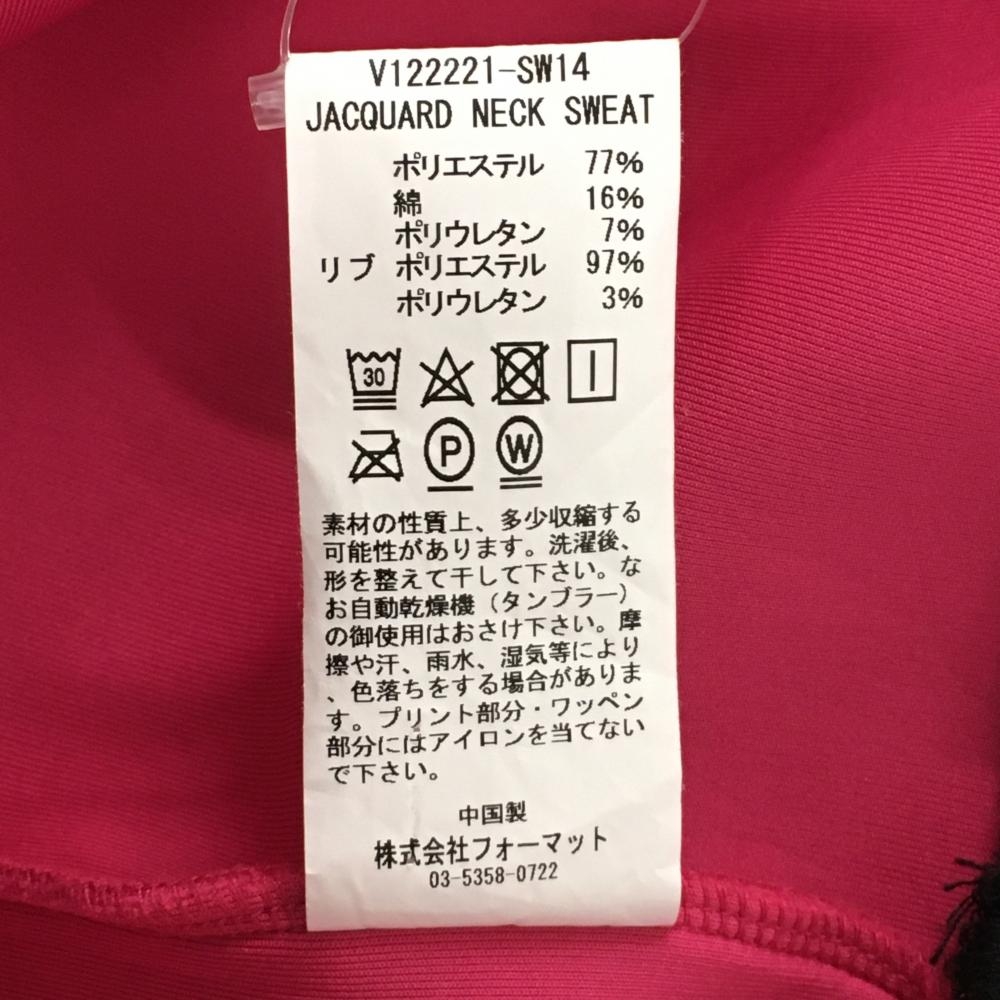 V122221-SW14
JACQUARD NECK SWEAT
ポリエステル 77%
綿 16%
ポリウレタン 7%
リブ ポリエステル 97%
ポリウレタン 3%
30
P W
素材の性質上、多少収縮する
可能性があります。洗濯後、
形を整えて干して下さい。な
お自動乾燥機（タンブラー）
の御使用はおさけ下さい。摩
擦や汗、雨水、湿気等により
、色落ちをする場合がありま
す。プリント部分・ワッペン
部分にはアイロンを当てない
で下さい。
中国製
株式会社フォーマット
03-5358-0722